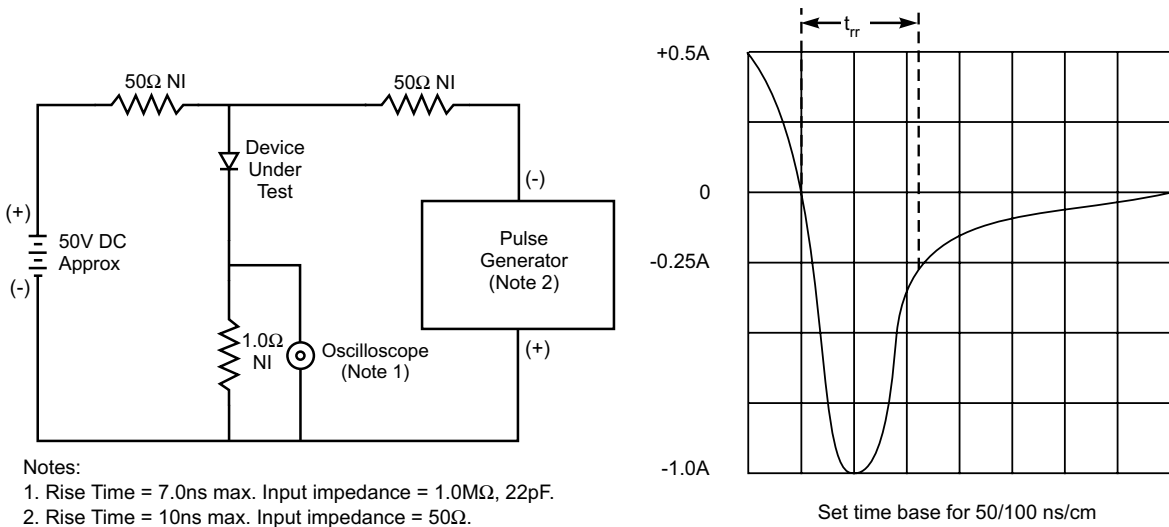 50Ω NI
50Ω NI
Device
Under
Test
(+)
50V DC
Approx
(-)
(-)
Pulse
Generator
(Note 2)
(+)
1.0Ω
NI
Oscilloscope
(Note 1)
Notes:
1. Rise Time = 7.0ns max. Input impedance = 1.0MΩ, 22pF.
2. Rise Time = 10ns max. Input impedance = 50Ω.
trr
+0.5A
0
-0.25A
-1.0A
Set time base for 50/100 ns/cm